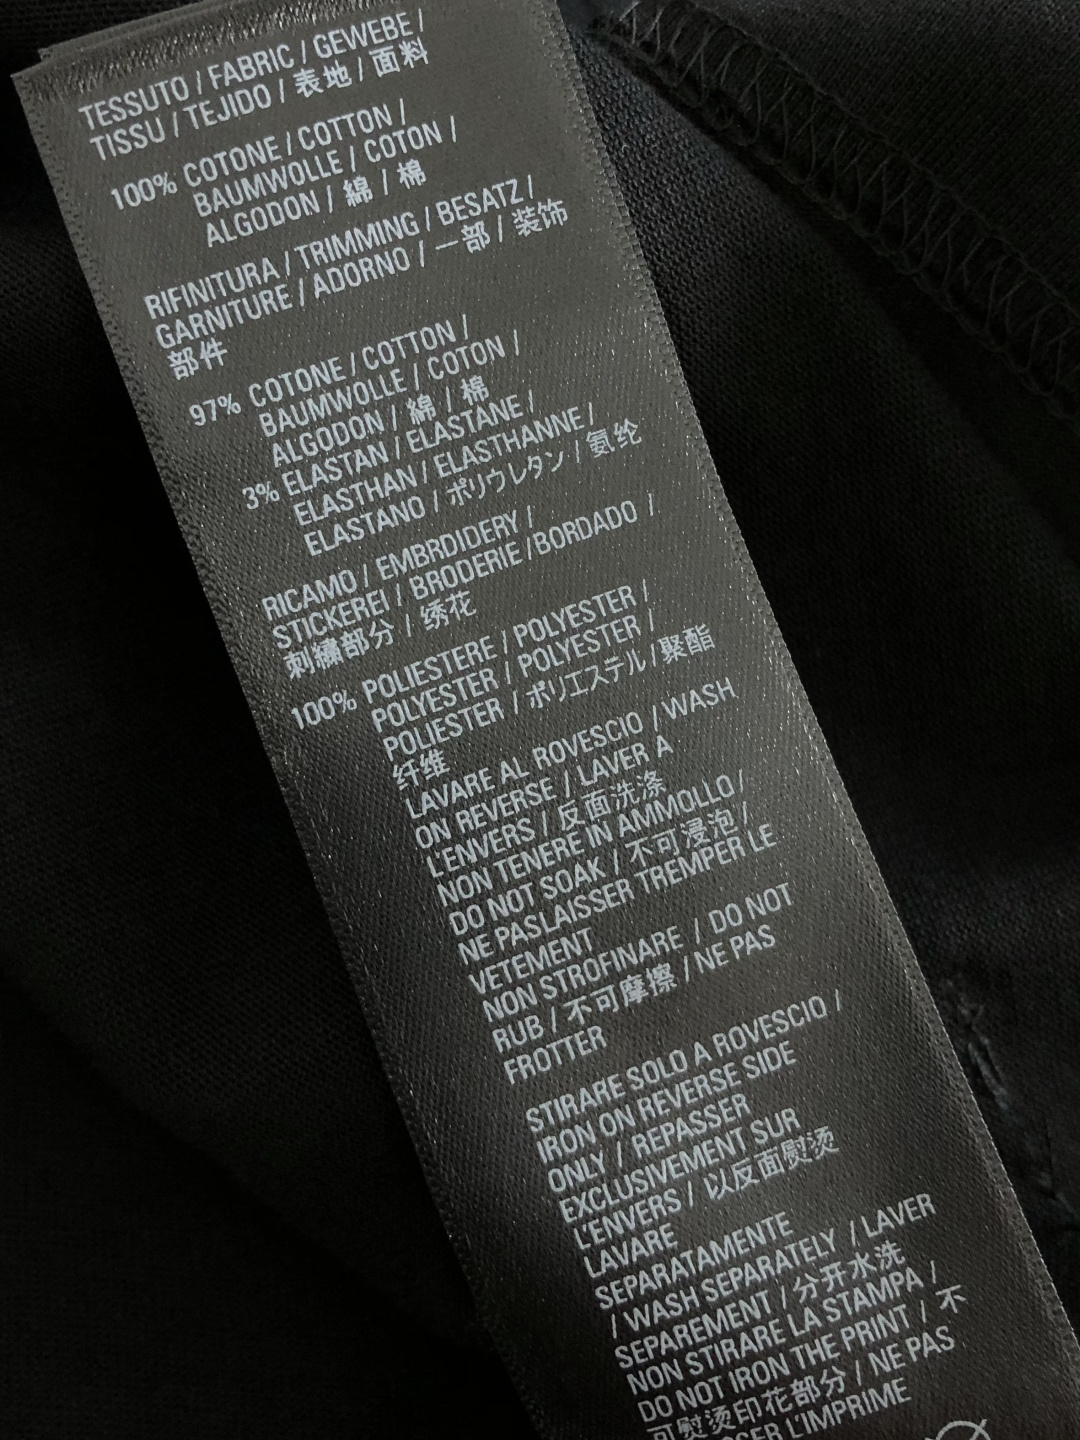 TESSUTO / FABRIC / GEWEBE /
TISSU / TEJIDO / 表地 / 面料
100% COTONE / COTTON /
BAUMWOLLE / COTON /
ALGODON / 綿 / 棉
RIFINITURA / TRIMMING / BESATZ /
GARNITURE / ADORNO / 一部 / 装饰
部件
97% COTONE / COTTON /
BAUMWOLLE / COTON /
ALGODON / 綿 / 棉
3% ELASTAN / ELASTANE /
ELASTHAN / ELASTHANNE /
ELASTANO / ポリウレタン / 氨纶
RICAMO / EMBRDIDERY /
STICKEREI / BRODERIE /BORDADO /
刺繍部分 / 绣花
100% POLIESTERE / POLYESTER /
POLYESTER / POLYESTER /
POLIESTER / ポリエステル / 聚酯
纤维
LAVARE AL ROVESCIO / WASH
ON REVERSE / LAVER A
L'ENVERS / 反面洗涤
NON TENERE IN AMMOLLO /
DO NOT SOAK / 不可浸泡 /
NE PASLAISSER TREMPER LE
VETEMENT
NON STROFINARE / DO NOT
RUB / 不可摩擦 / NE PAS
FROTTER
STIRARE SOLO A ROVESCIO /
IRON ON REVERSE SIDE
ONLY / REPASSER
EXCLUSIVEMENT SUR
L'ENVERS / 以反面熨烫
LAVARE
SEPARATAMENTE
/ WASH SEPARATELY / LAVER
SEPAREMENT / 分开水洗
NON STIRARE LA STAMPA /
DO NOT IRON THE PRINT / 不
可熨烫印花部分 / NE PAS
L'IMPRIME